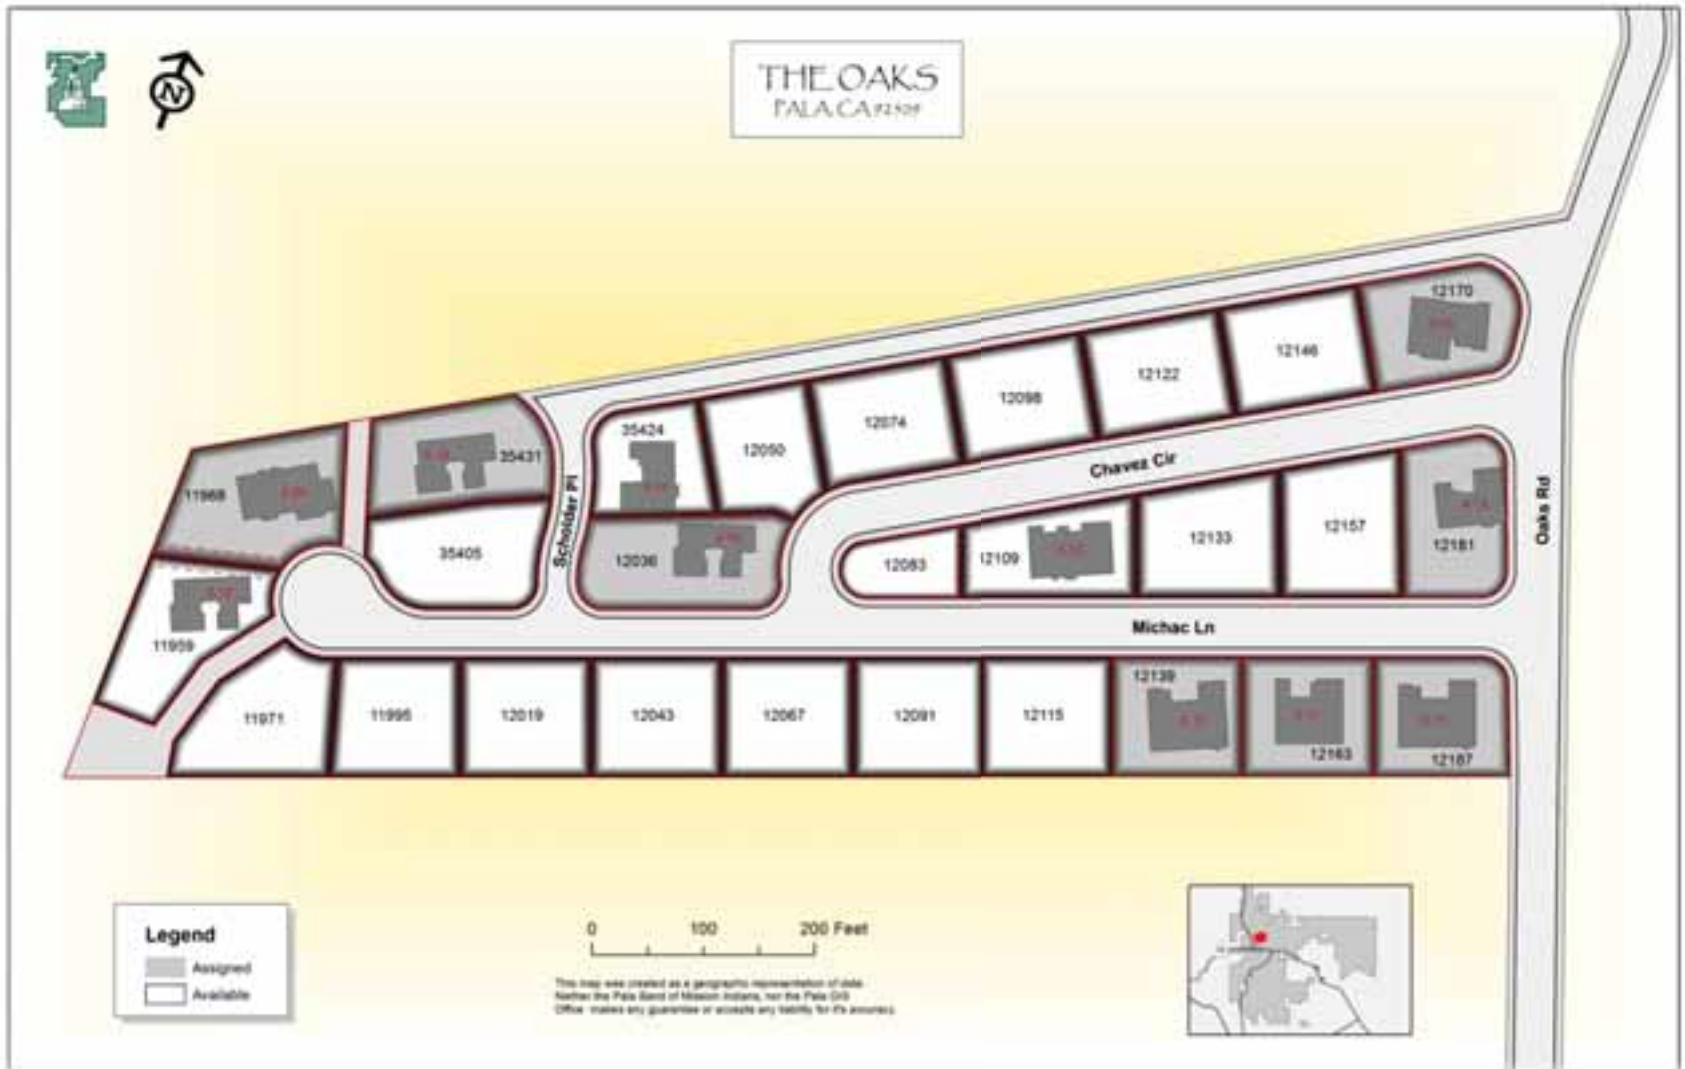 N
THE OAKS
PALA, CA
12170
12146
12122
12098
12074
12050
35424
35431
11968
35405
Scholder Pl
12036
Chavez Cir
12083
12109
12133
12157
12181
Oaks Rd
11959
Michac Ln
11971
11995
12019
12043
12067
12091
12115
12139
12163
12187
Legend
Assigned
Available
0 100 200 Feet
This map was created as a geographic representation of data.
Neither the Pala Band of Mission Indians, nor the Pala GIS
Office makes any guarantee or accepts any liability for it's accuracy.